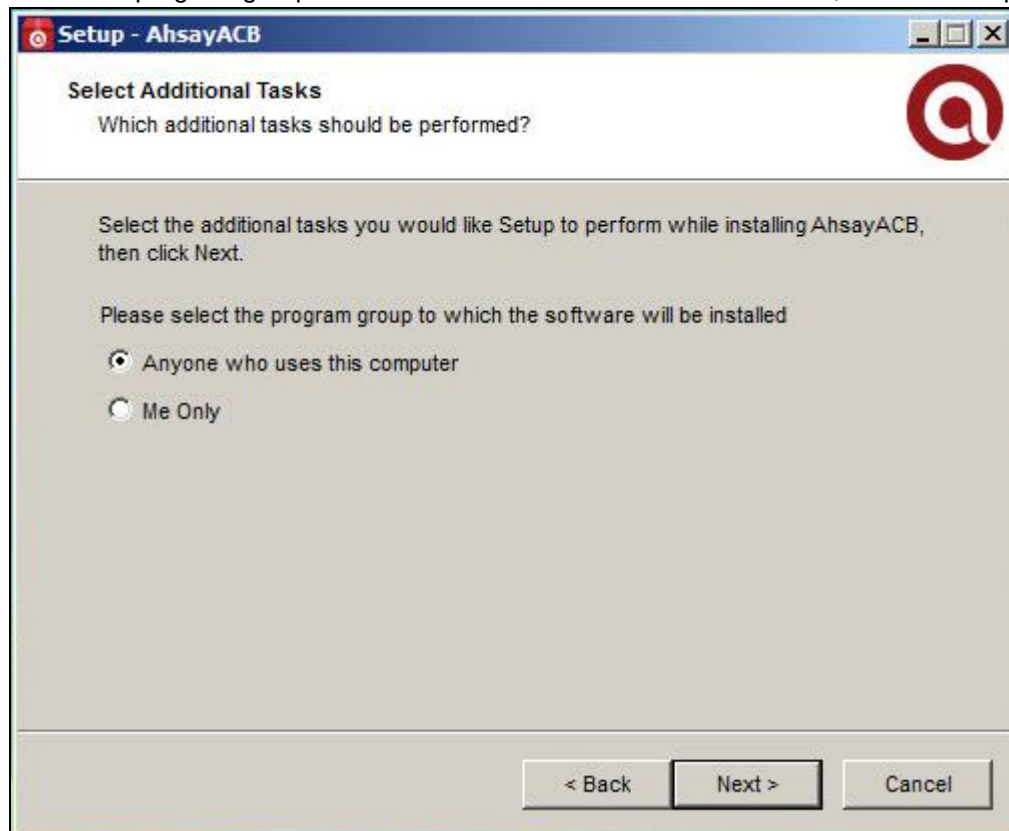 Setup - AhsayACB
Select Additional Tasks
Which additional tasks should be performed?
Select the additional tasks you would like Setup to perform while installing AhsayACB,
then click Next.
Please select the program group to which the software will be installed
Anyone who uses this computer
Me Only
< Back
Next >
Cancel